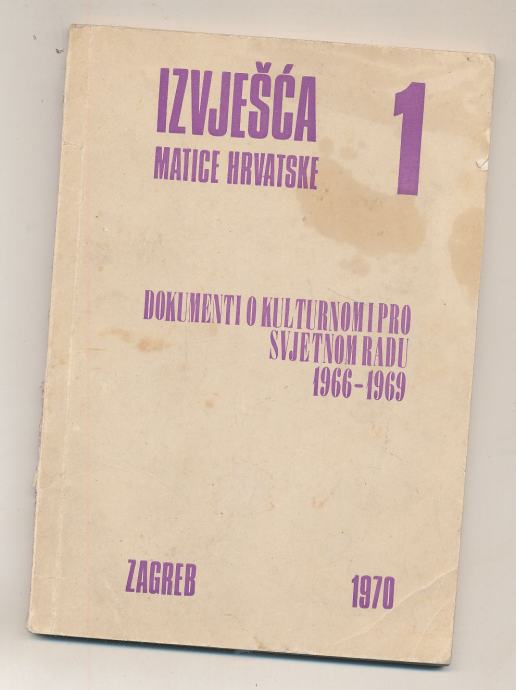 IZVJEŠĆA
MATICE HRVATSKE
1
DOKUMENTI O KULTURNOM I PRO
SVJETNOM RADU
1966-1969
ZAGREB
1970